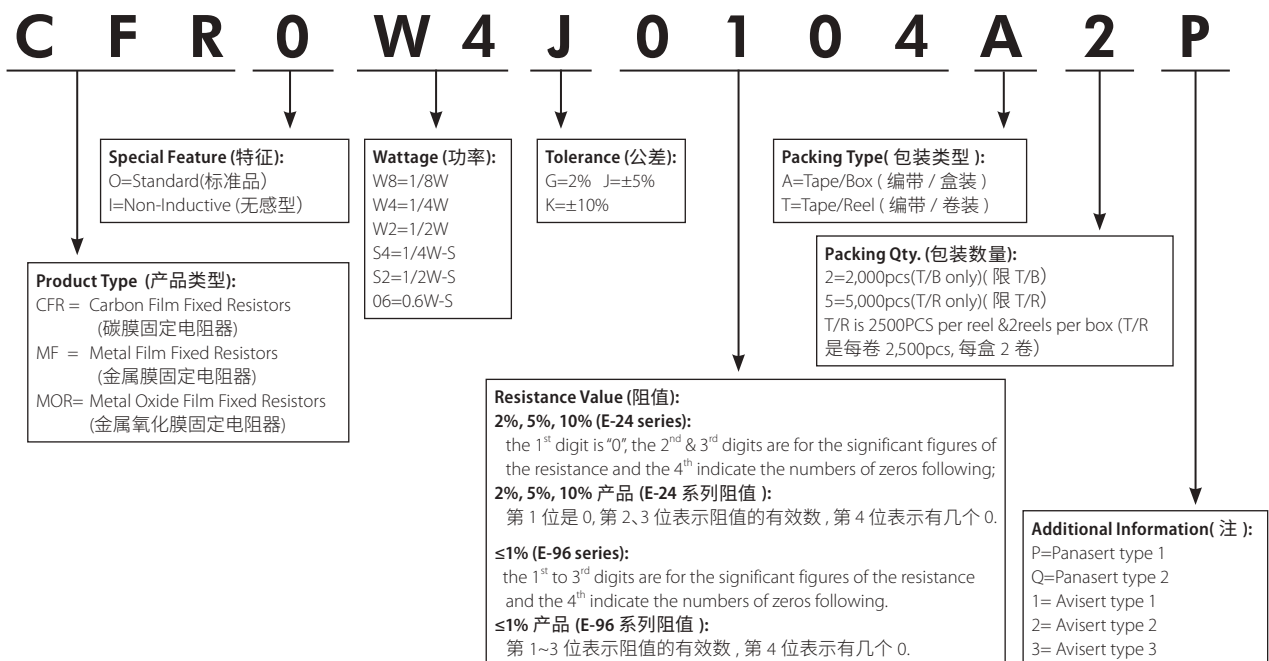 C F R 0 W 4 J 0 1 0 4 A 2 P
Special Feature (特征):
O=Standard(标准品)
I=Non-Inductive (无感型)
Wattage (功率):
W8=1/8W
W4=1/4W
W2=1/2W
S4=1/4W-S
S2=1/2W-S
06=0.6W-S
Tolerance (公差):
G=2% J=±5%
K=±10%
Packing Type( 包装类型 ):
A=Tape/Box ( 编带 / 盒装 )
T=Tape/Reel ( 编带 / 卷装 )
Packing Qty. (包装数量):
2=2,000pcs(T/B only)( 限 T/B)
5=5,000pcs(T/R only)( 限 T/R)
T/R is 2500PCS per reel &2reels per box (T/R
是每卷 2,500pcs, 每盒 2 卷)
Product Type (产品类型):
CFR = Carbon Film Fixed Resistors
(碳膜固定电阻器)
MF = Metal Film Fixed Resistors
(金属膜固定电阻器)
MOR= Metal Oxide Film Fixed Resistors
(金属氧化膜固定电阻器)
Resistance Value (阻值):
2%, 5%, 10% (E-24 series):
the 1st digit is "0", the 2nd & 3rd digits are for the significant figures of
the resistance and the 4th indicate the numbers of zeros following;
2%, 5%, 10% 产品 (E-24 系列阻值 ):
第 1 位是 0, 第 2、3 位表示阻值的有效数 , 第 4 位表示有几个 0.
≤1% (E-96 series):
the 1st to 3rd digits are for the significant figures of the resistance
and the 4th indicate the numbers of zeros following.
≤1% 产品 (E-96 系列阻值 ):
第 1~3 位表示阻值的有效数 , 第 4 位表示有几个 0.
Additional Information( 注 ):
P=Panasert type 1
Q=Panasert type 2
1= Avisert type 1
2= Avisert type 2
3= Avisert type 3